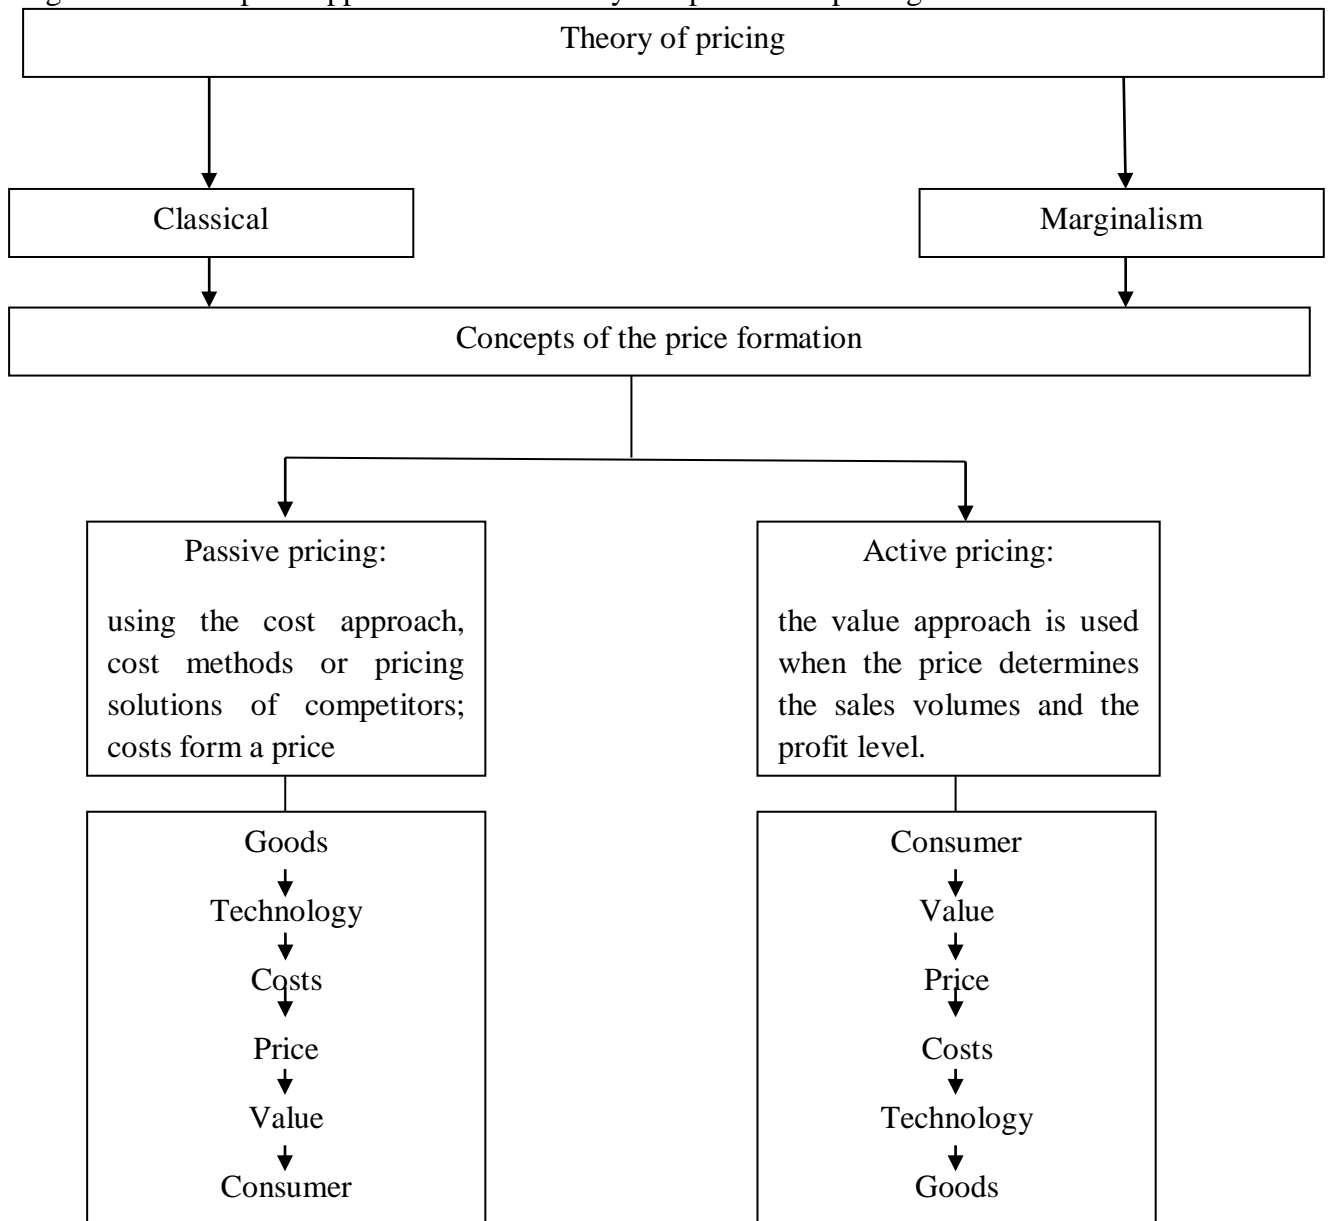 Theory of pricing
Classical
Marginalism
Concepts of the price formation
Passive pricing:
using the cost approach,
cost methods or pricing
solutions of competitors;
costs form a price
Active pricing:
the value approach is used
when the price determines
the sales volumes and the
profit level.
Goods
Technology
Costs
Price
Value
Consumer
Consumer
Value
Price
Costs
Technology
Goods